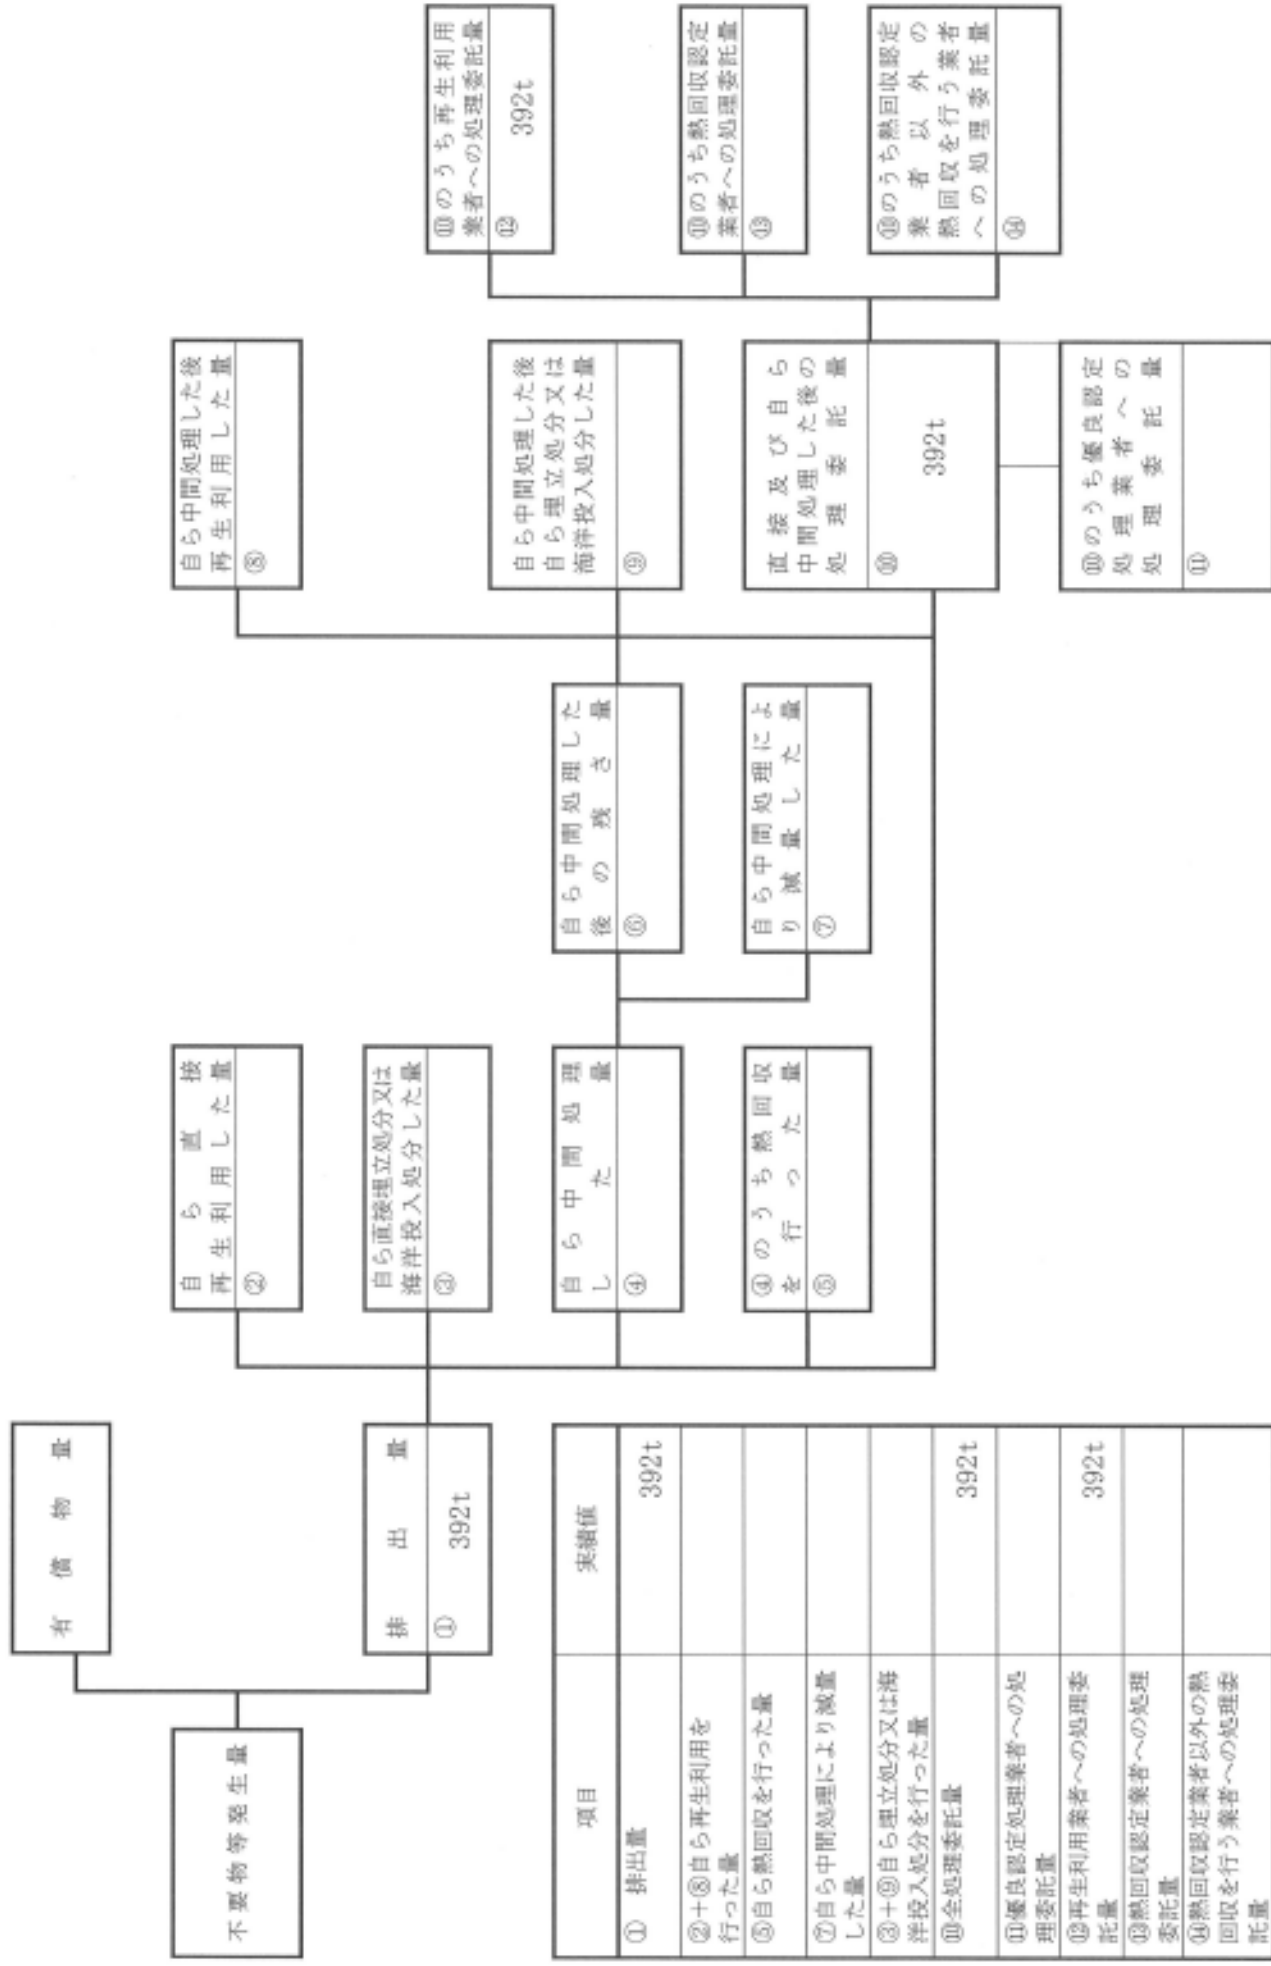 不要物等発生量
有償物量
排出量
①
392t
自ら直接
再生利用した量
②
自ら直接埋立処分又は
海洋投入処分した量
③
自ら中間処理
した量
④
④のうち熱回収
を行った量
⑤
自ら中間処理した
後の残さ量
⑥
自ら中間処理によ
り減量した量
⑦
自ら中間処理した後
再生利用した量
⑧
自ら中間処理した後
自ら埋立処分又は
海洋投入処分した量
⑨
直接及び自ら
中間処理した後の
処理委託量
⑩
392t
⑩のうち優良認定
処理業者への
処理委託量
⑪
⑩のうち再生利用
業者への処理委託量
⑫
392t
⑩のうち熱回収認定
業者への処理委託量
⑬
⑩のうち熱回収認定
業者以外の
熱回収を行う業者
への処理委託量
⑭
項目 実績値
① 排出量 392t
②+⑧自ら再生利用を
行った量
⑤自ら熱回収を行った量
⑦自ら中間処理により減量
した量
③+⑨自ら埋立処分又は海
洋投入処分を行った量
⑩全処理委託量 392t
⑪優良認定処理業者への処
理委託量
⑫再生利用業者への処理委
託量 392t
⑬熱回収認定業者への処理
委託量
⑭熱回収認定業者以外の熱
回収を行う業者への処理委
託量